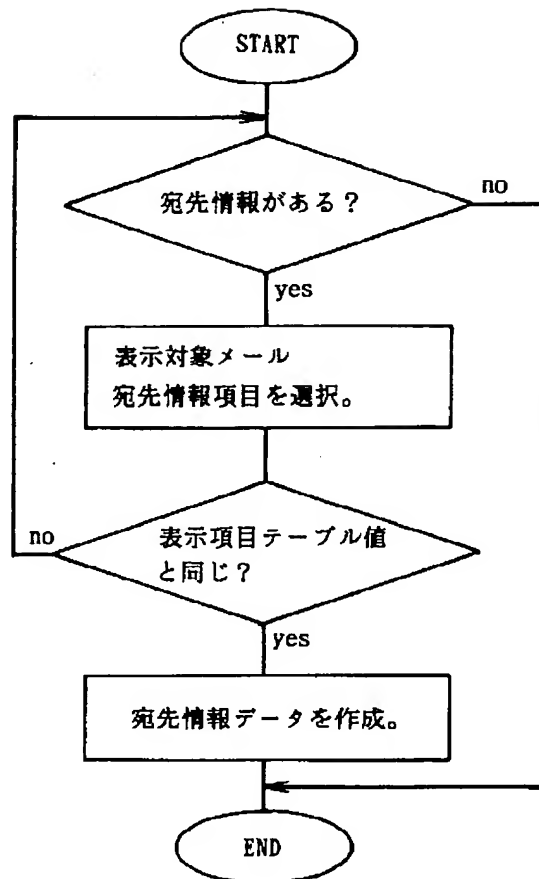 START
宛先情報がある？
no
yes
表示対象メール
宛先情報項目を選択。
no
表示項目テーブル値
と同じ？
yes
宛先情報データを作成。
END